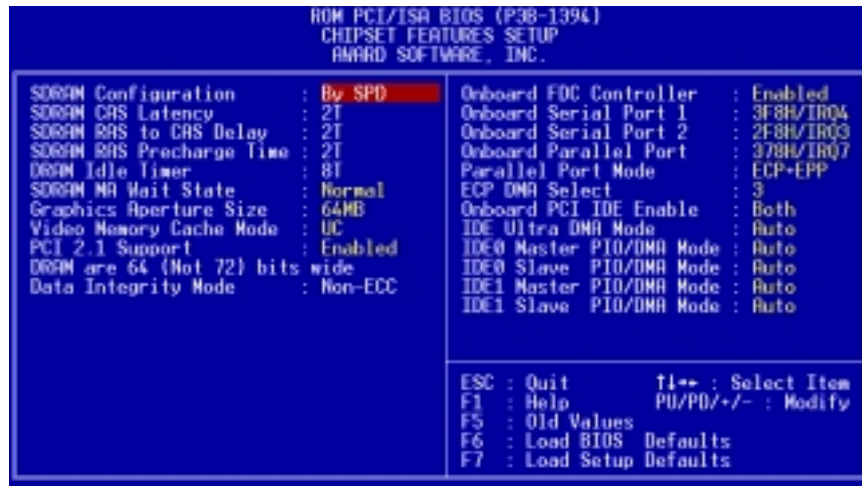 ROM PCI/ISA BIOS (P3B-1394)
CHIPSET FEATURES SETUP
AWARD SOFTWARE, INC.
SDRAM Configuration : By SPD
SDRAM CAS Latency : 2T
SDRAM RAS to CAS Delay : 2T
SDRAM RAS Precharge Time : 2T
DRAM Idle Timer : 8T
SDRAM MA Wait State : Normal
Graphics Aperture Size : 64MB
Video Memory Cache Mode : UC
PCI 2.1 Support : Enabled
DRAM are 64 (Not 72) bits wide
Data Integrity Mode : Non-ECC
Onboard FDC Controller : Enabled
Onboard Serial Port 1 : 3F8H/IRQ4
Onboard Serial Port 2 : 2F8H/IRQ3
Onboard Parallel Port : 378H/IRQ7
Parallel Port Mode : ECP+EPP
ECP DMA Select : 3
Onboard PCI IDE Enable : Both
IDE Ultra DMA Mode : Auto
IDE0 Master PIO/DMA Mode : Auto
IDE0 Slave PIO/DMA Mode : Auto
IDE1 Master PIO/DMA Mode : Auto
IDE1 Slave PIO/DMA Mode : Auto
ESC : Quit ↑↓→← : Select Item
F1 : Help PU/PD/+/- : Modify
F5 : Old Values
F6 : Load BIOS Defaults
F7 : Load Setup Defaults